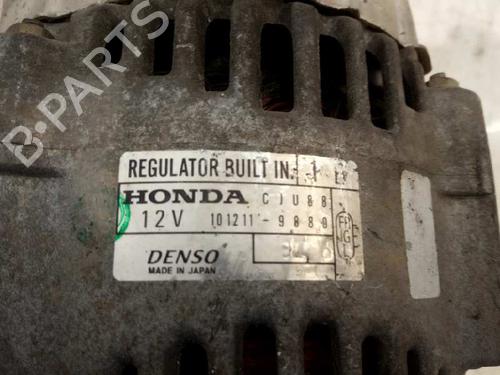 B-PARTS
REGULATOR BUILT IN.
HONDA CJU88
12V 101211-9880
DENSO
MADE IN JAPAN